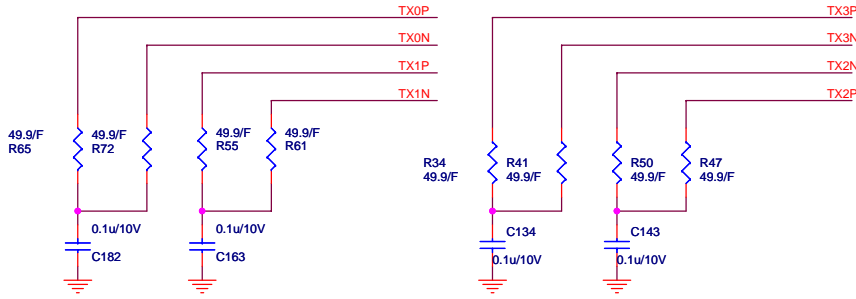 TX0P
TX0N
TX1P
TX1N
TX3P
TX3N
TX2N
TX2P
49.9/F
R65
49.9/F
R72
49.9/F
R55
49.9/F
R61
R34
49.9/F
R41
49.9/F
R50
49.9/F
R47
49.9/F
0.1u/10V
C182
0.1u/10V
C163
C134
0.1u/10V
C143
0.1u/10V